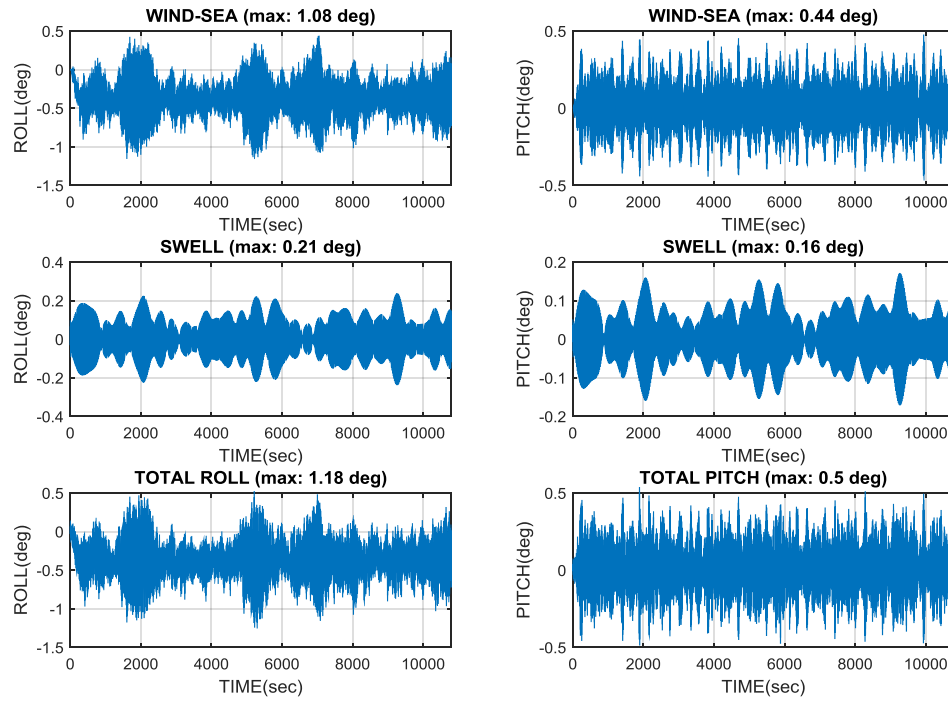 WIND-SEA (max: 1.08 deg)
0.5
0
-0.5
-1
-1.5
ROLL(deg)
0 2000 4000 6000 8000 10000
TIME(sec)
WIND-SEA (max: 0.44 deg)
0.5
0
-0.5
PITCH(deg)
0 2000 4000 6000 8000 10000
TIME(sec)
SWELL (max: 0.21 deg)
0.4
0.2
0
-0.2
-0.4
ROLL(deg)
0 2000 4000 6000 8000 10000
TIME(sec)
SWELL (max: 0.16 deg)
0.2
0.1
0
-0.1
-0.2
PITCH(deg)
0 2000 4000 6000 8000 10000
TIME(sec)
TOTAL ROLL (max: 1.18 deg)
0.5
0
-0.5
-1
-1.5
ROLL(deg)
0 2000 4000 6000 8000 10000
TIME(sec)
TOTAL PITCH (max: 0.5 deg)
0.5
0
-0.5
PITCH(deg)
0 2000 4000 6000 8000 10000
TIME(sec)